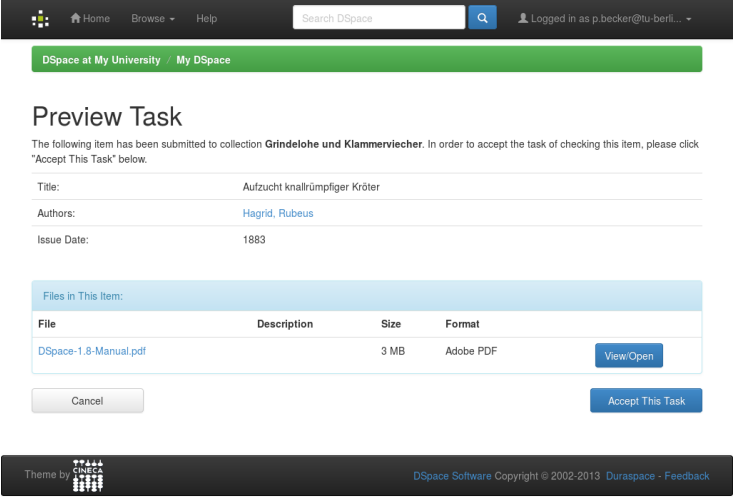 Home Browse Help Search DSpace Logged in as p.becker@tu-berli...
DSpace at My University / My DSpace
Preview Task
The following item has been submitted to collection Grindelohe und Klammerviecher. In order to accept the task of checking this item, please click
"Accept This Task" below.
Title: Aufzucht knallrümpfiger Kröter
Authors: Hagrid, Rubeus
Issue Date: 1883
Files in This Item:
File Description Size Format
DSpace-1.8-Manual.pdf 3 MB Adobe PDF View/Open
Cancel Accept This Task
Theme by CINECA DSpace Software Copyright © 2002-2013 Duraspace - Feedback